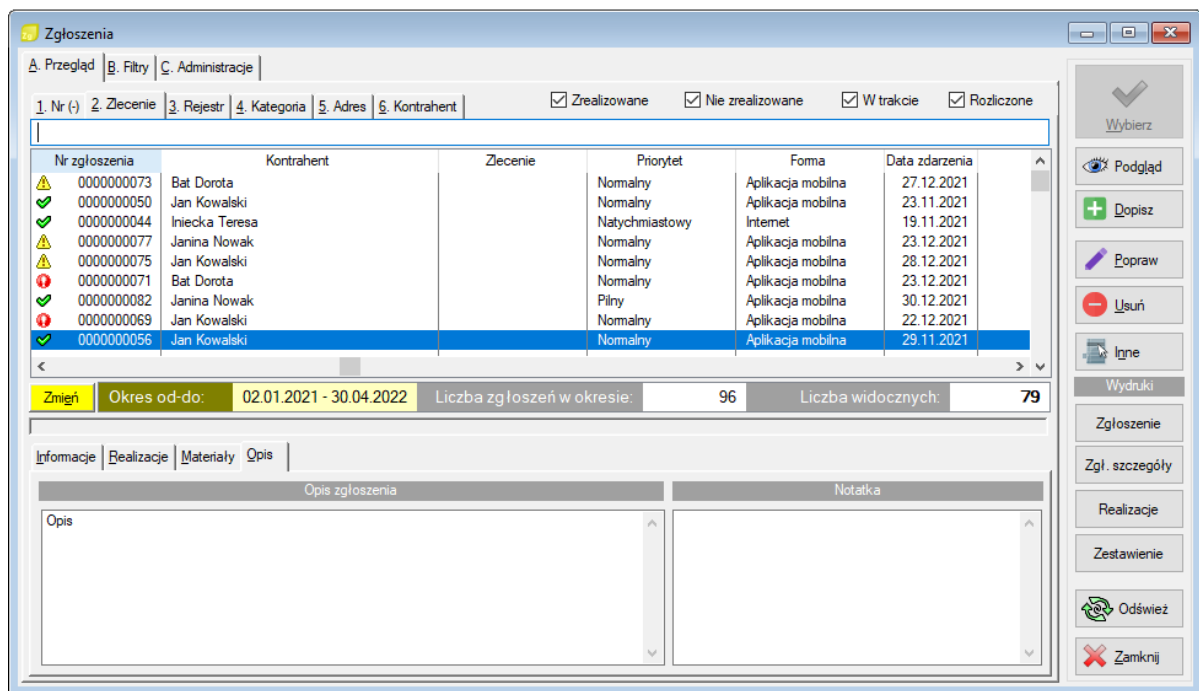 Zgłoszenia
A. Przegląd B. Filtry C. Administracje
1. Nr (-) 2. Zlecenie 3. Rejestr 4. Kategoria 5. Adres 6. Kontrahent Zrealizowane Nie zrealizowane W trakcie Rozliczone
Nr zgłoszenia Kontrahent Zlecenie Priorytet Forma Data zdarzenia
0000000073 Bat Dorota Normalny Aplikacja mobilna 27.12.2021
0000000050 Jan Kowalski Normalny Aplikacja mobilna 23.11.2021
0000000044 Iniecka Teresa Natychmiastowy Internet 19.11.2021
0000000077 Janina Nowak Normalny Aplikacja mobilna 23.12.2021
0000000075 Jan Kowalski Normalny Aplikacja mobilna 28.12.2021
0000000071 Bat Dorota Normalny Aplikacja mobilna 23.12.2021
0000000082 Janina Nowak Pilny Aplikacja mobilna 30.12.2021
0000000069 Jan Kowalski Normalny Aplikacja mobilna 22.12.2021
0000000056 Jan Kowalski Normalny Aplikacja mobilna 29.11.2021
Zmień Okres od-do: 02.01.2021 - 30.04.2022 Liczba zgłoszeń w okresie: 96 Liczba widocznych: 79
Informacje Realizacje Materiały Opis
Opis zgłoszenia Notatka
Opis
Wybierz
Podgląd
Dopisz
Popraw
Usuń
Inne
Wydruki
Zgłoszenie
Zgł. szczegóły
Realizacje
Zestawienie
Odśwież
Zamknij